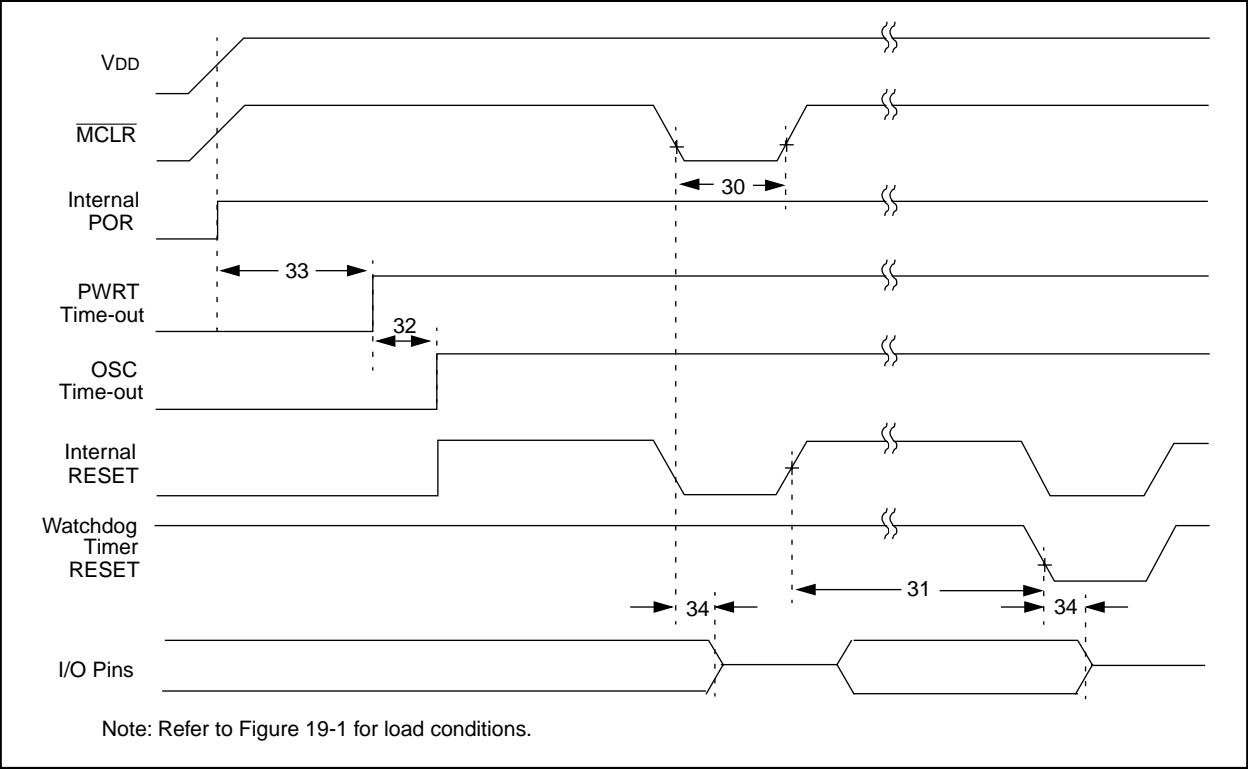 VDD
MCLR
30
Internal
POR
33
PWRT
Time-out
32
OSC
Time-out
Internal
RESET
Watchdog
Timer
RESET
31
34
34
I/O Pins
Note: Refer to Figure 19-1 for load conditions.